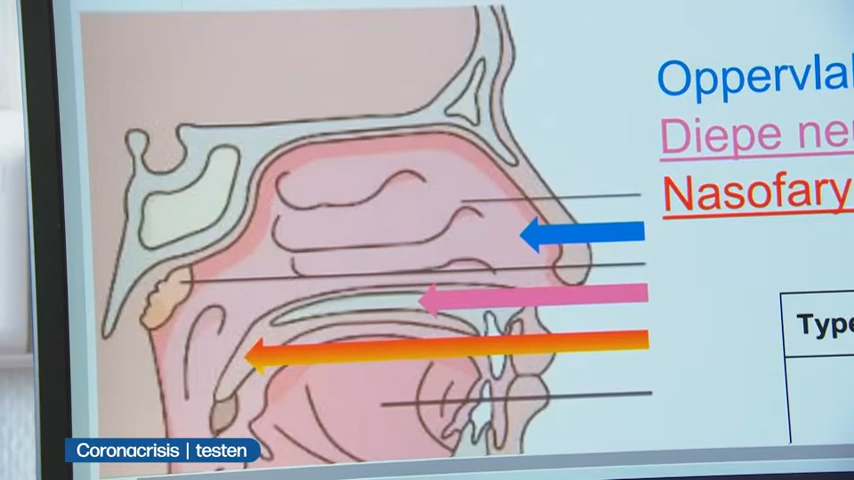 Oppervla
Diepe ne
Nasofary
Type
Coronacrisis | testen